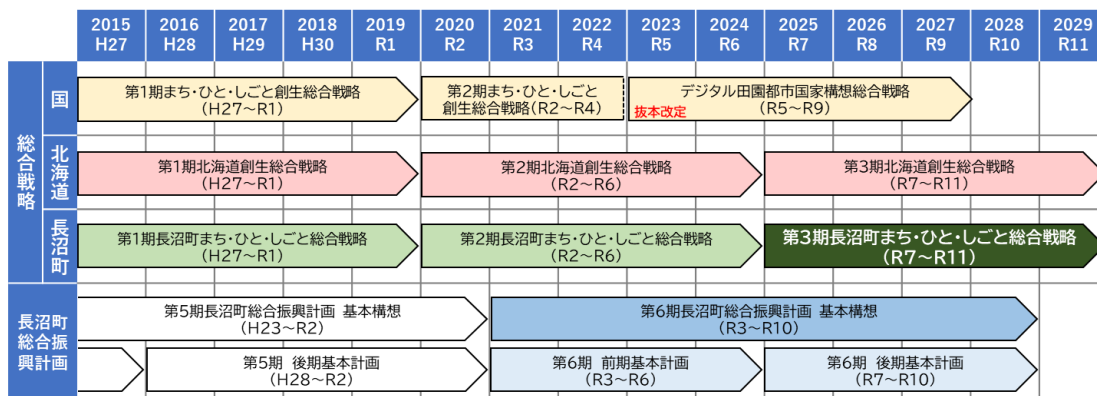 2015 2016 2017 2018 2019 2020 2021 2022 2023 2024 2025 2026 2027 2028 2029
H27 H28 H29 H30 R1 R2 R3 R4 R5 R6 R7 R8 R9 R10 R11
総合戦略
国
第1期まち・ひと・しごと創生総合戦略
（H27～R1）
第2期まち・ひと・しごと
創生総合戦略（R2～R4）
抜本改定
デジタル田園都市国家構想総合戦略
（R5～R9）
北海道
第1期北海道創生総合戦略
（H27～R1）
第2期北海道創生総合戦略
（R2～R6）
第3期北海道創生総合戦略
（R7～R11）
長沼町
第1期長沼町まち・ひと・しごと総合戦略
（H27～R1）
第2期長沼町まち・ひと・しごと総合戦略
（R2～R6）
第3期長沼町まち・ひと・しごと総合戦略
（R7～R11）
長沼町
総合振
興計画
第5期長沼町総合振興計画 基本構想
（H23～R2）
第6期長沼町総合振興計画 基本構想
（R3～R10）
第5期 後期基本計画
（H28～R2）
第6期 前期基本計画
（R3～R6）
第6期 後期基本計画
（R7～R10）